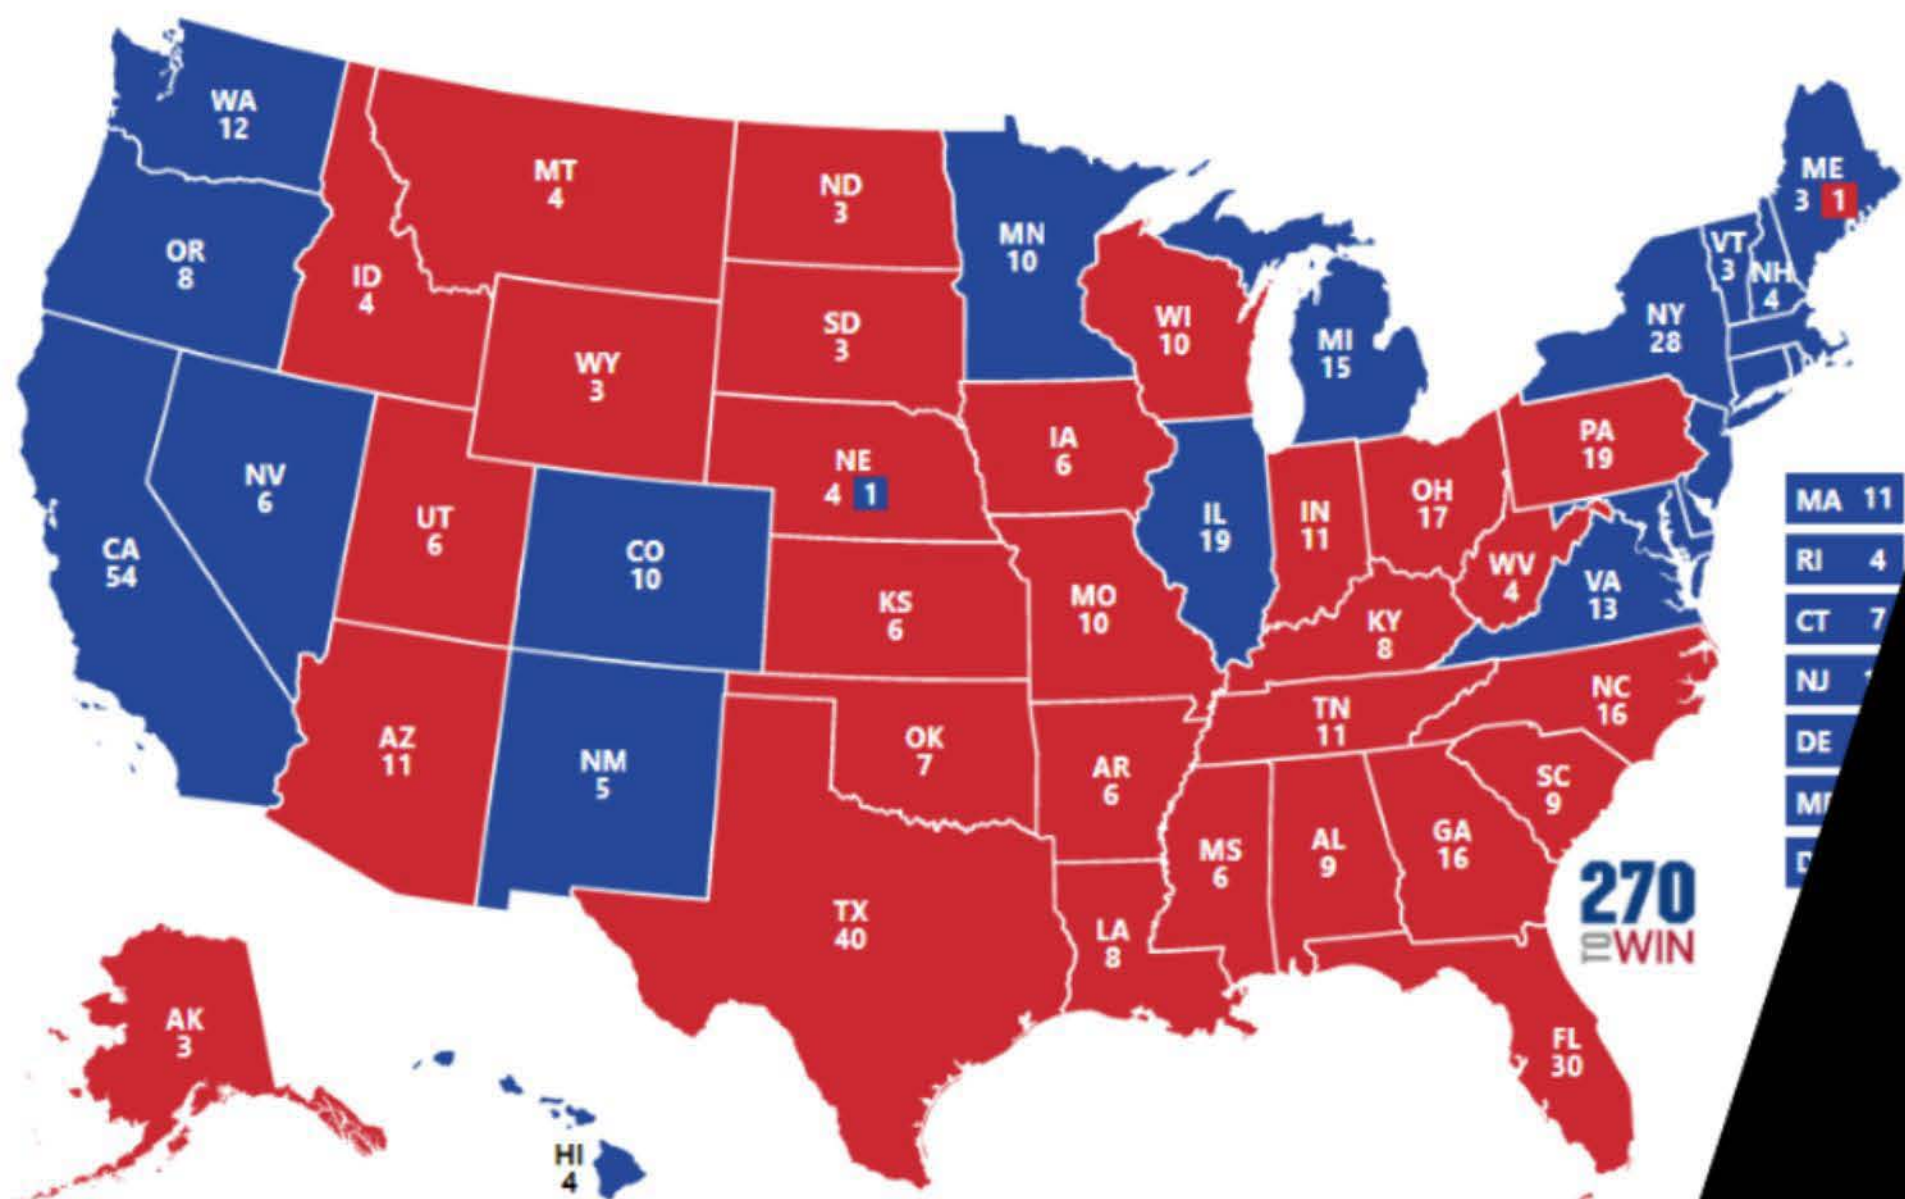 WA
12
OR
8
CA
54
NV
6
ID
4
MT
4
WY
3
UT
6
CO
10
AZ
11
NM
5
ND
3
SD
3
NE
4 1
KS
6
OK
7
TX
40
MN
10
IA
6
MO
10
AR
6
LA
8
WI
10
IL
19
MI
15
IN
11
OH
17
KY
8
TN
11
MS
6
AL
9
GA
16
FL
30
SC
9
NC
16
VA
13
WV
4
PA
19
NY
28
VT
3
NH
4
ME
3 1
MA 11
RI 4
CT 7
NJ
DE
270
TO WIN
AK
3
HI
4